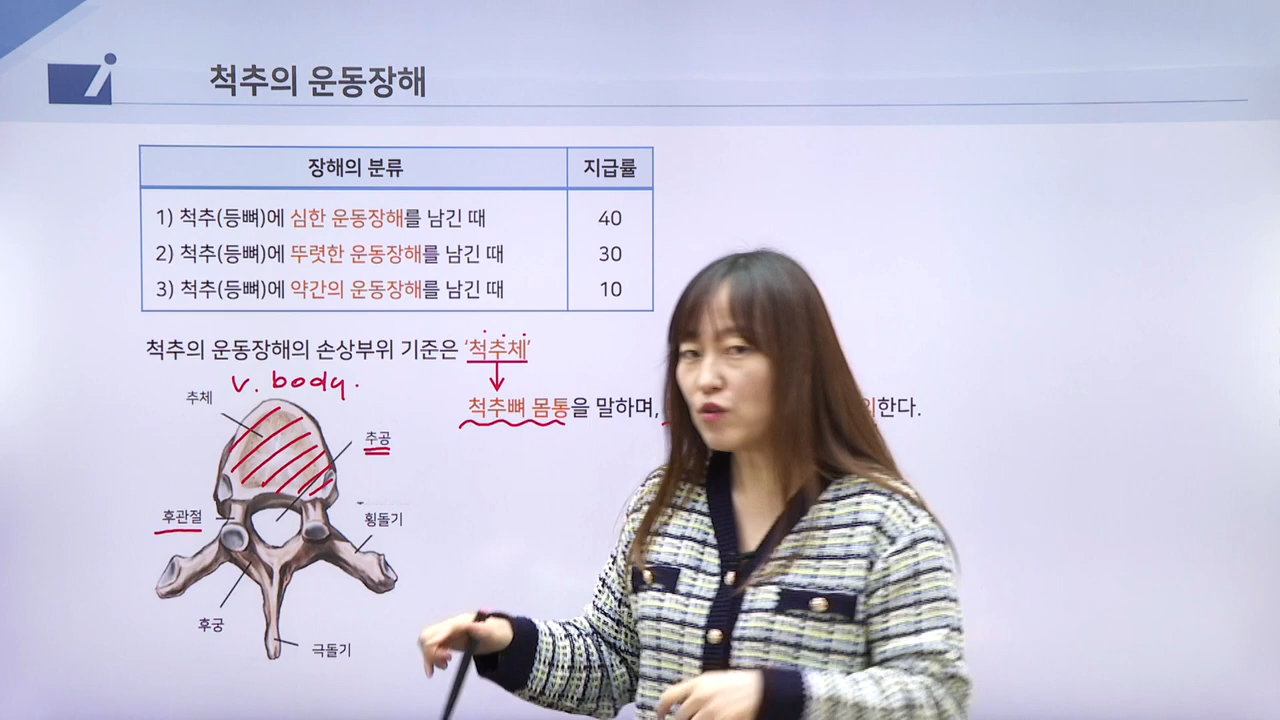 척추의 운동장해
장해의 분류 지급률
1) 척추(등뼈)에 심한 운동장해를 남긴 때 40
2) 척추(등뼈)에 뚜렷한 운동장해를 남긴 때 30
3) 척추(등뼈)에 약간의 운동장해를 남긴 때 10
척추의 운동장해의 손상부위 기준은 ‘척추체’
v. body.
척추뼈 몸통을 말하며, 한다.
추체
추공
후관절
횡돌기
후궁
극돌기